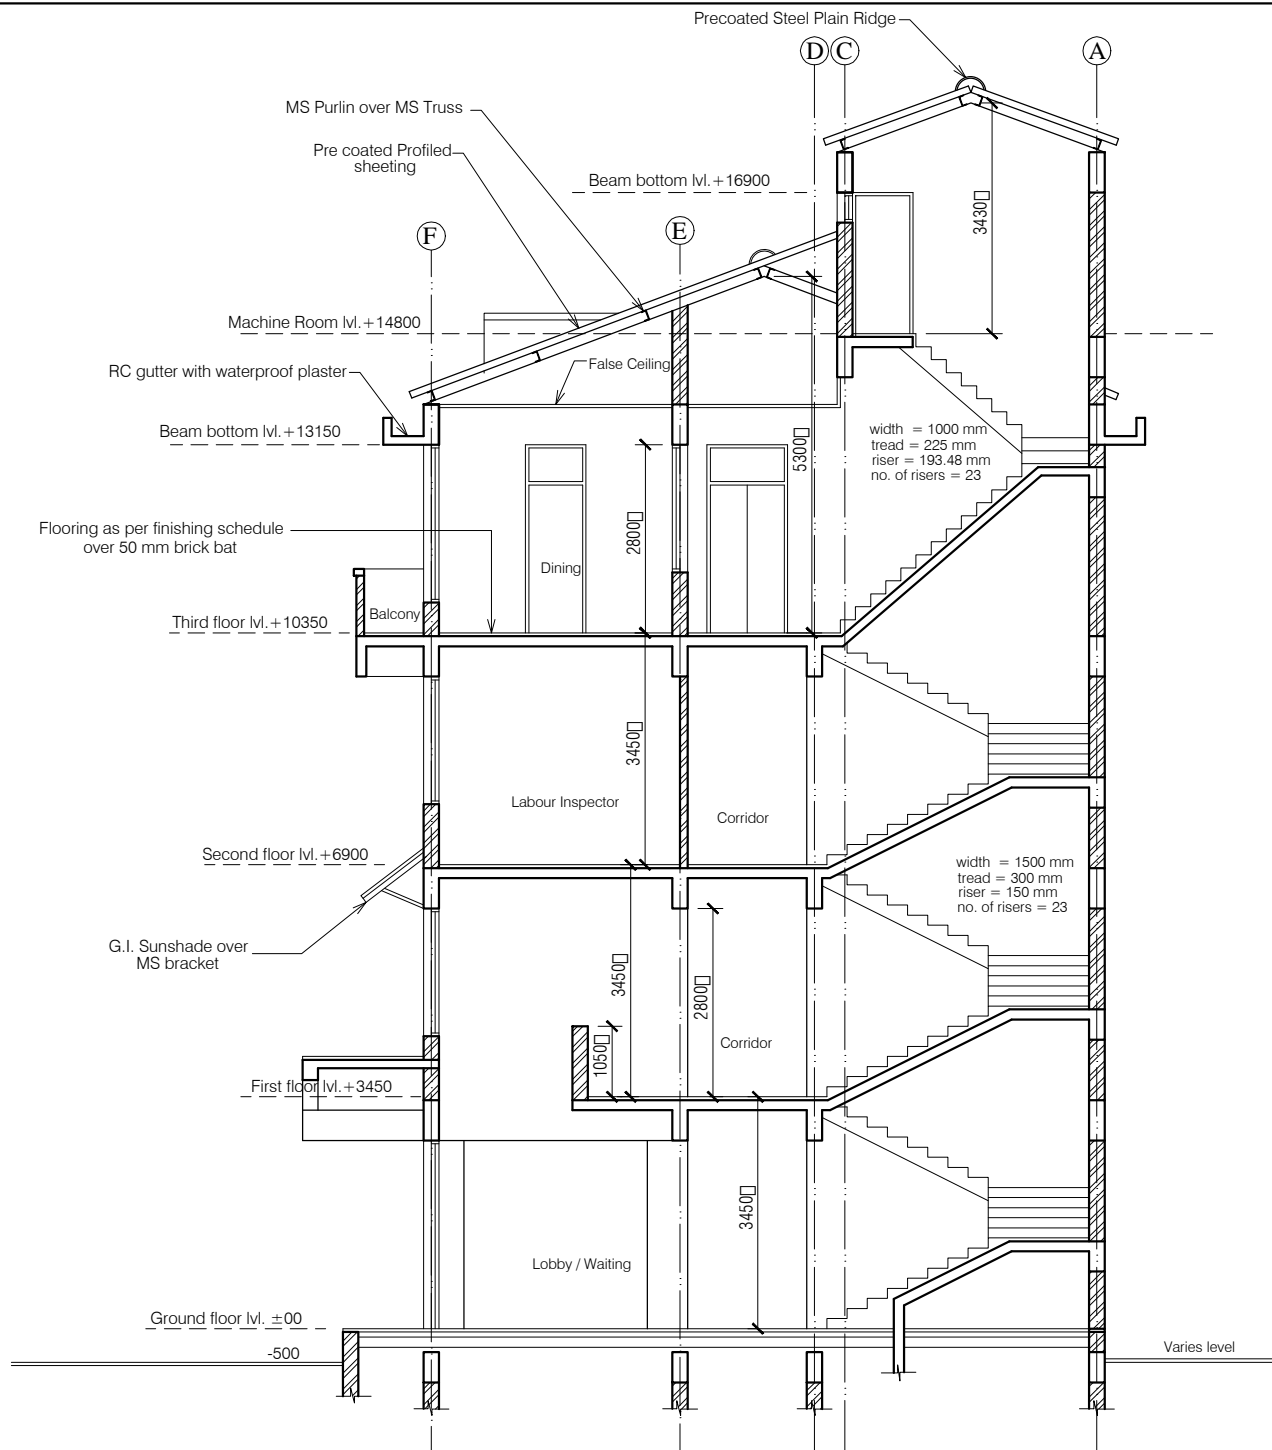 Precoated Steel Plain Ridge
D
C
A
MS Purlin over MS Truss
Pre coated Profiled
sheeting
Beam bottom lvl.+16900
3430□
F
E
Machine Room lvl.+14800
False Ceiling
RC gutter with waterproof plaster
Beam bottom lvl.+13150
width = 1000 mm
tread = 225 mm
riser = 193.48 mm
no. of risers = 23
5300□
2800□
Flooring as per finishing schedule
over 50 mm brick bat
Dining
Balcony
Third floor lvl.+10350
3450□
Labour Inspector
Corridor
Second floor lvl.+6900
width = 1500 mm
tread = 300 mm
riser = 150 mm
no. of risers = 23
G.I. Sunshade over
MS bracket
3450□
2800□
1050□
Corridor
First floor lvl.+3450
3450□
Lobby / Waiting
Ground floor lvl. ±00
-500
Varies level